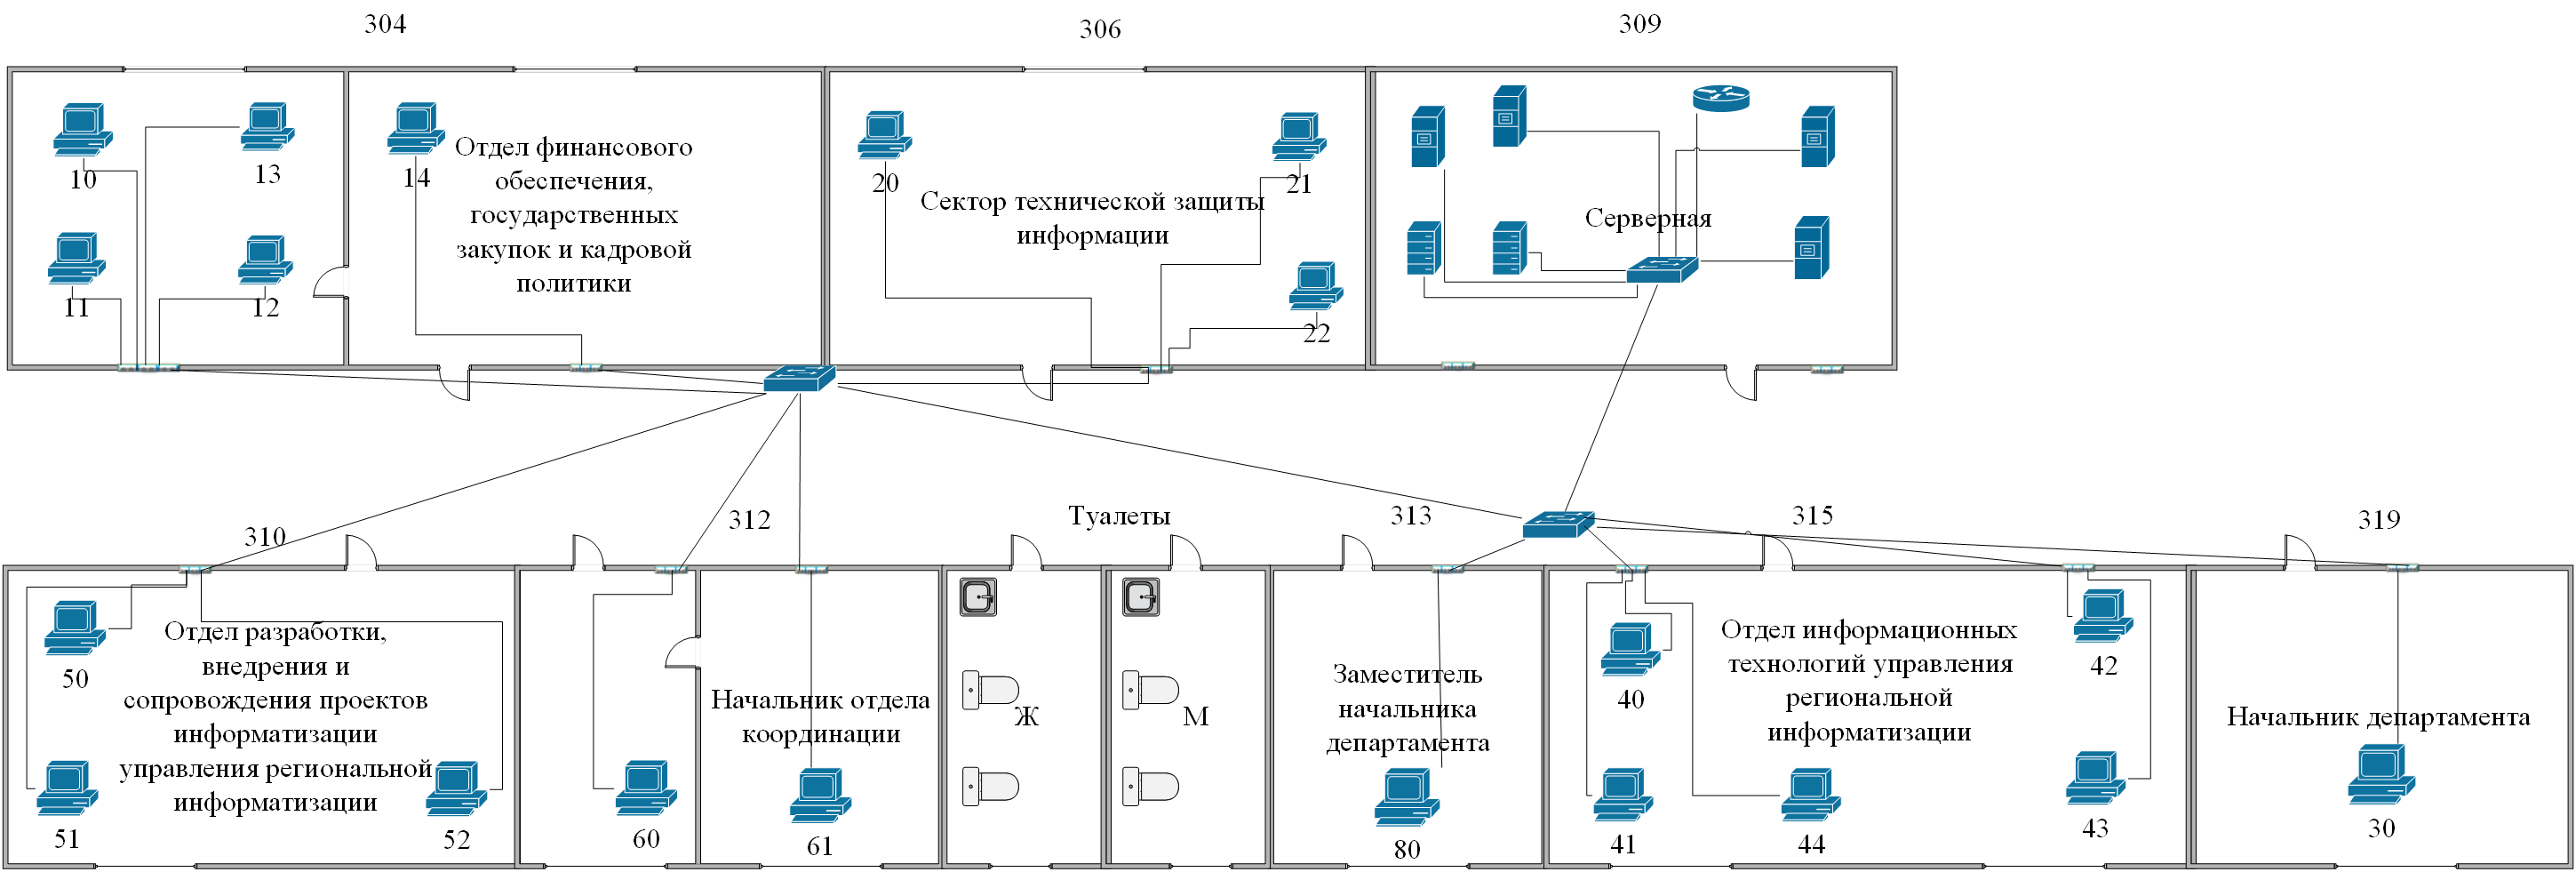 304
306
309
10
13
14
Отдел финансового
обеспечения,
государственных
закупок и кадровой
политики
11
12
20
21
Сектор технической защиты
информации
22
Серверная
310
312
Туалеты
313
315
319
50
Отдел разработки,
внедрения и
сопровождения проектов
информатизации
управления региональной
информатизации
51
52
60
Начальник отдела
координации
61
Ж
М
Заместитель
начальника
департамента
80
40
Отдел информационных
технологий управления
региональной
информатизации
42
41
44
43
Начальник департамента
30